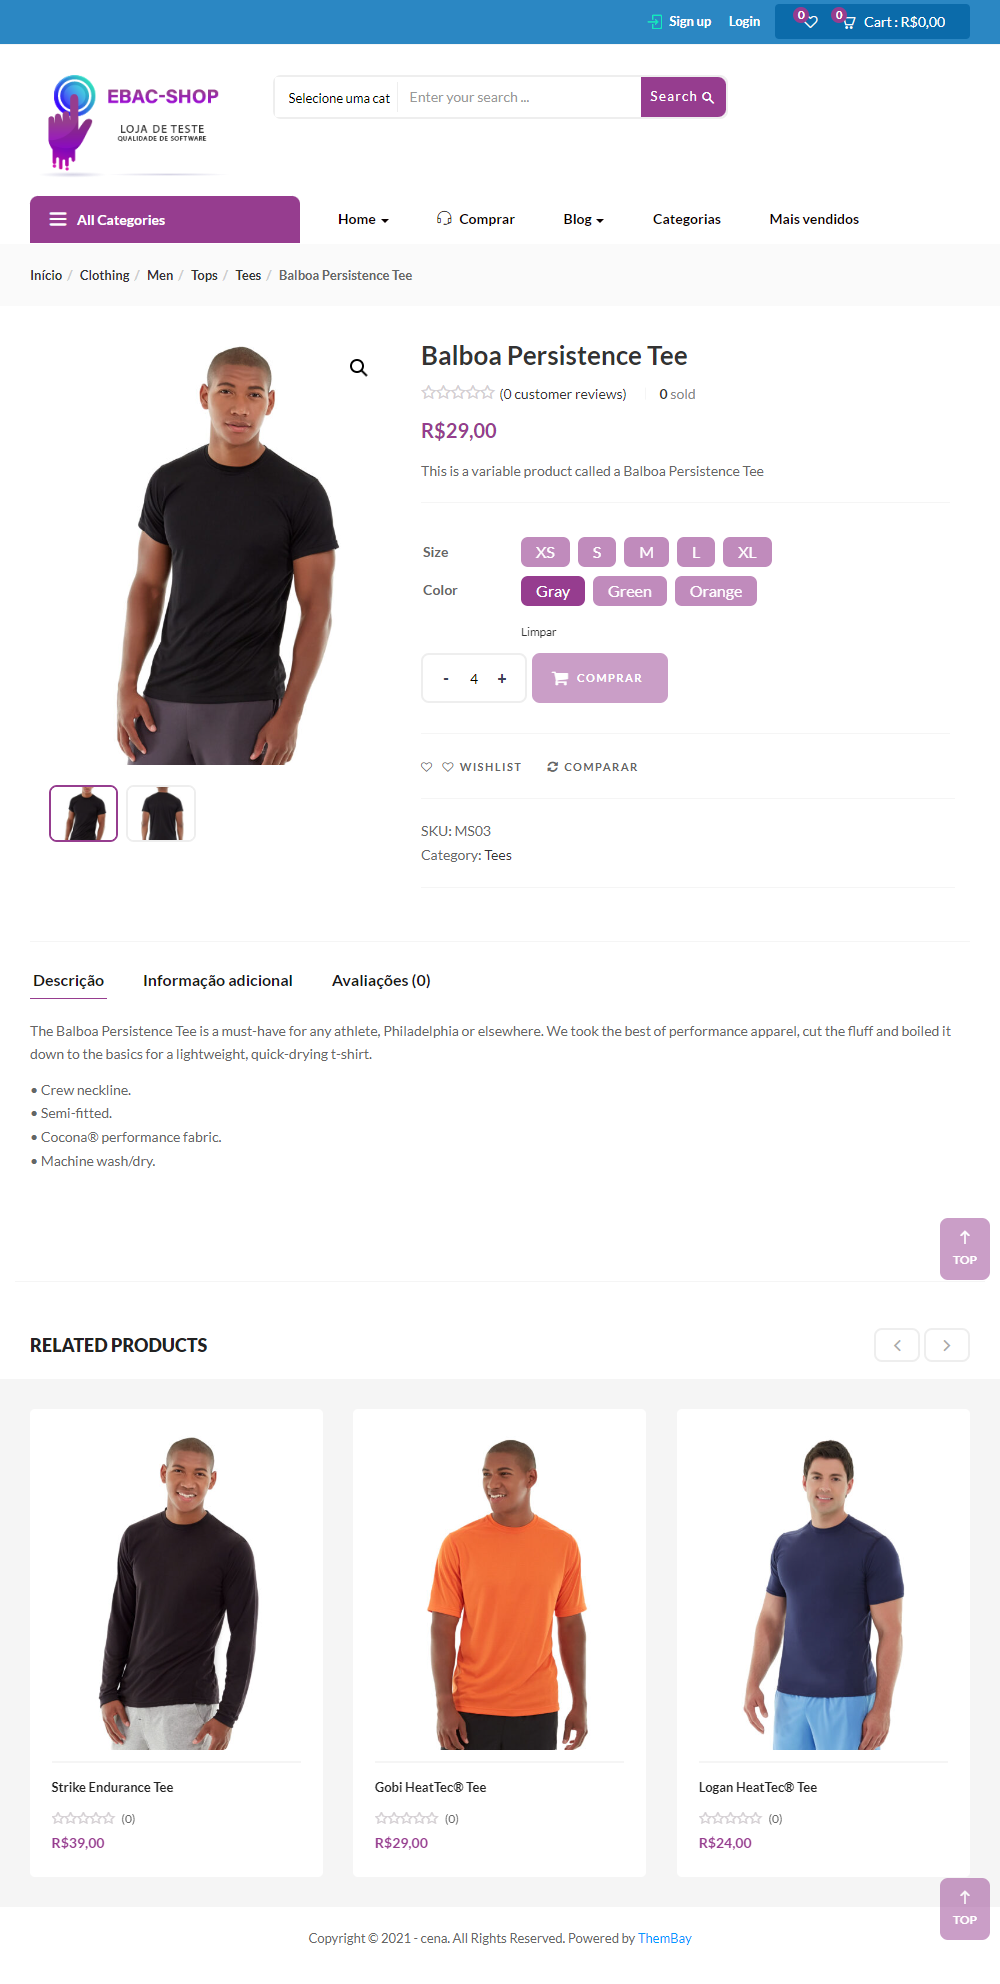 Sign up Login 0 0 Cart : R$0,00
EBAC-SHOP
LOJA DE TESTE
QUALIDADE DE SOFTWARE
Selecione uma cat Enter your search ... Search
All Categories Home Comprar Blog Categorias Mais vendidos
Início / Clothing / Men / Tops / Tees / Balboa Persistence Tee
Balboa Persistence Tee
(0 customer reviews) 0 sold
R$29,00
This is a variable product called a Balboa Persistence Tee
Size XS S M L XL
Color Gray Green Orange
Limpar
- 4 + COMPRAR
WISHLIST COMPARAR
SKU: MS03
Category: Tees
Descrição Informação adicional Avaliações (0)
The Balboa Persistence Tee is a must-have for any athlete, Philadelphia or elsewhere. We took the best of performance apparel, cut the fluff and boiled it
down to the basics for a lightweight, quick-drying t-shirt.
• Crew neckline.
• Semi-fitted.
• Cocona® performance fabric.
• Machine wash/dry.
TOP
RELATED PRODUCTS
Strike Endurance Tee Gobi HeatTec® Tee Logan HeatTec® Tee
(0) (0) (0)
R$39,00 R$29,00 R$24,00
TOP
Copyright © 2021 - cena. All Rights Reserved. Powered by ThemBay